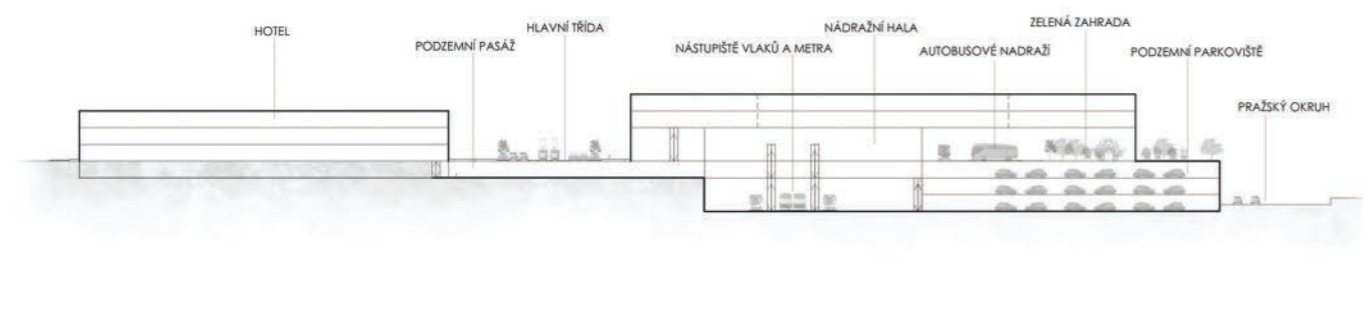 HOTEL
PODZEMNÍ PASÁŽ
HLAVNÍ TŘÍDA
NÁSTUPIŠTĚ VLAKŮ A METRA
NÁDRAŽNÍ HALA
AUTOBUSOVÉ NADRAŽÍ
ZELENÁ ZAHRADA
PODZEMNÍ PARKOVIŠTĚ
PRAŽSKÝ OKRUH